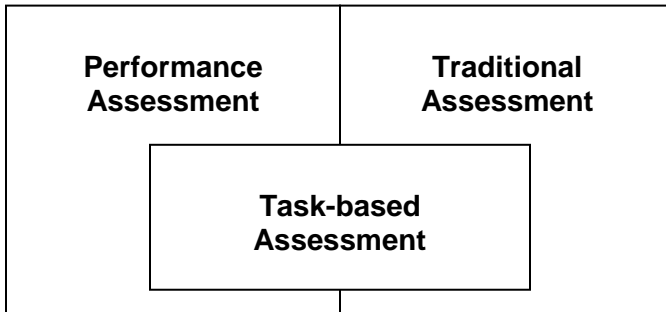 Performance
Assessment
Traditional
Assessment
Task-based
Assessment